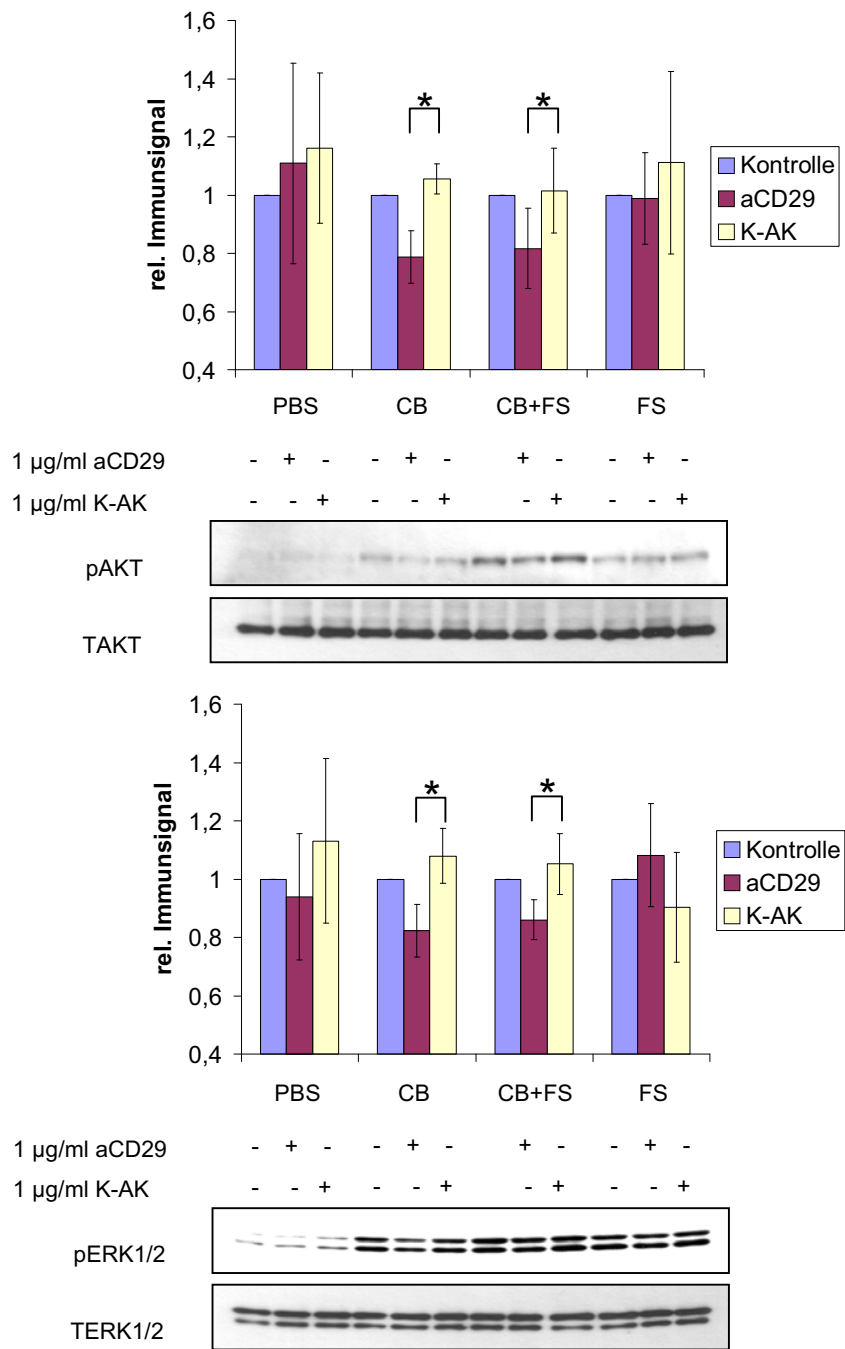 1,6
1,4
1,2
1
0,8
0,6
0,4
rel. Immunsignal
* *
Kontrolle
aCD29
K-AK
PBS CB CB+FS FS
1 µg/ml aCD29 - + - - + - + - - + -
1 µg/ml K-AK - - + - - + - + - - +
pAKT
TAKT
1,6
1,4
1,2
1
0,8
0,6
0,4
rel. Immunsignal
* *
Kontrolle
aCD29
K-AK
PBS CB CB+FS FS
1 µg/ml aCD29 - + - - + - + - - + -
1 µg/ml K-AK - - + - - + - + - - +
pERK1/2
TERK1/2